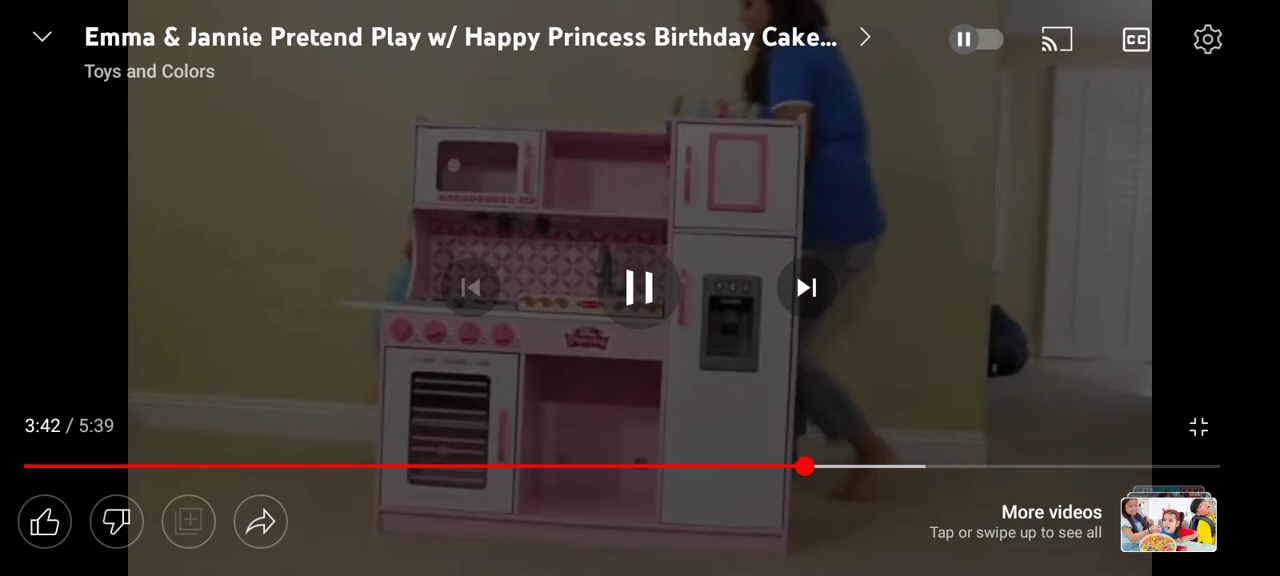 Emma & Jannie Pretend Play w/ Happy Princess Birthday Cake...
Toys and Colors
CC
3:42 / 5:39
More videos
Tap or swipe up to see all